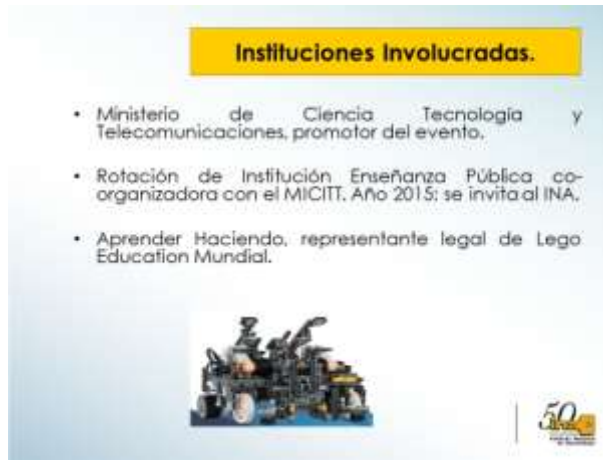 Instituciones Involucradas.
• Ministerio de Ciencia Tecnología y
Telecomunicaciones, promotor del evento.
• Rotación de Institución Enseñanza Pública co-
organizadora con el MICITT. Año 2015: se invita al INA.
• Aprender Haciendo, representante legal de Lego
Education Mundial.
50